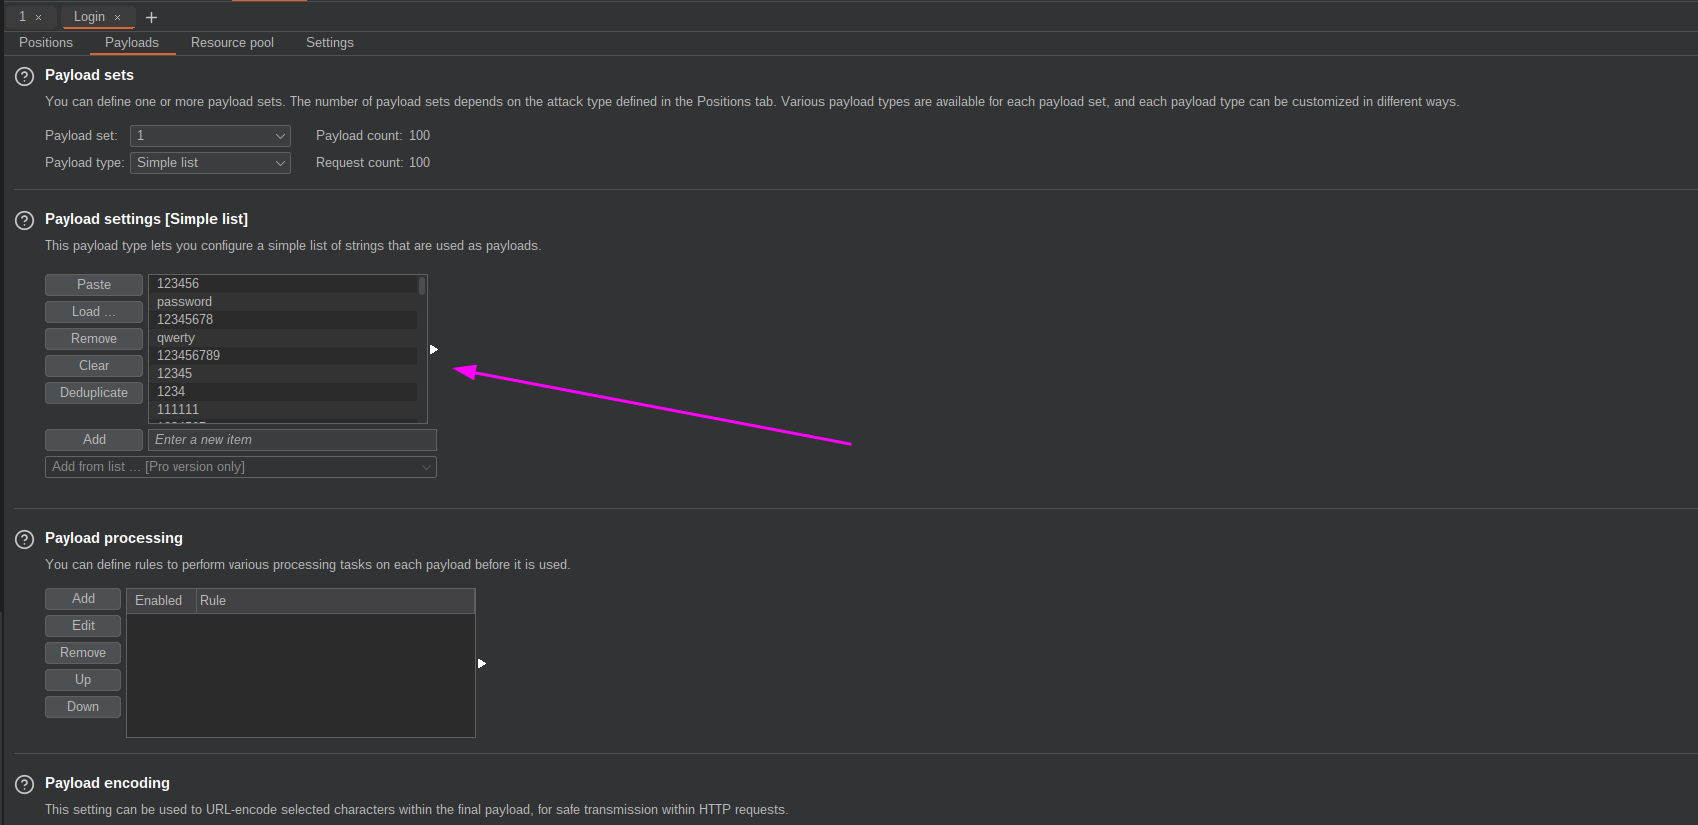 1 × Login × +
Positions Payloads Resource pool Settings
Payload sets
You can define one or more payload sets. The number of payload sets depends on the attack type defined in the Positions tab. Various payload types are available for each payload set, and each payload type can be customized in different ways.
Payload set: 1 Payload count: 100
Payload type: Simple list Request count: 100
Payload settings [Simple list]
This payload type lets you configure a simple list of strings that are used as payloads.
Paste
Load ...
Remove
Clear
Deduplicate
123456
password
12345678
qwerty
123456789
12345
1234
111111
Add Enter a new item
Add from list ... [Pro version only]
Payload processing
You can define rules to perform various processing tasks on each payload before it is used.
Add
Edit
Remove
Up
Down
Enabled Rule
Payload encoding
This setting can be used to URL-encode selected characters within the final payload, for safe transmission within HTTP requests.